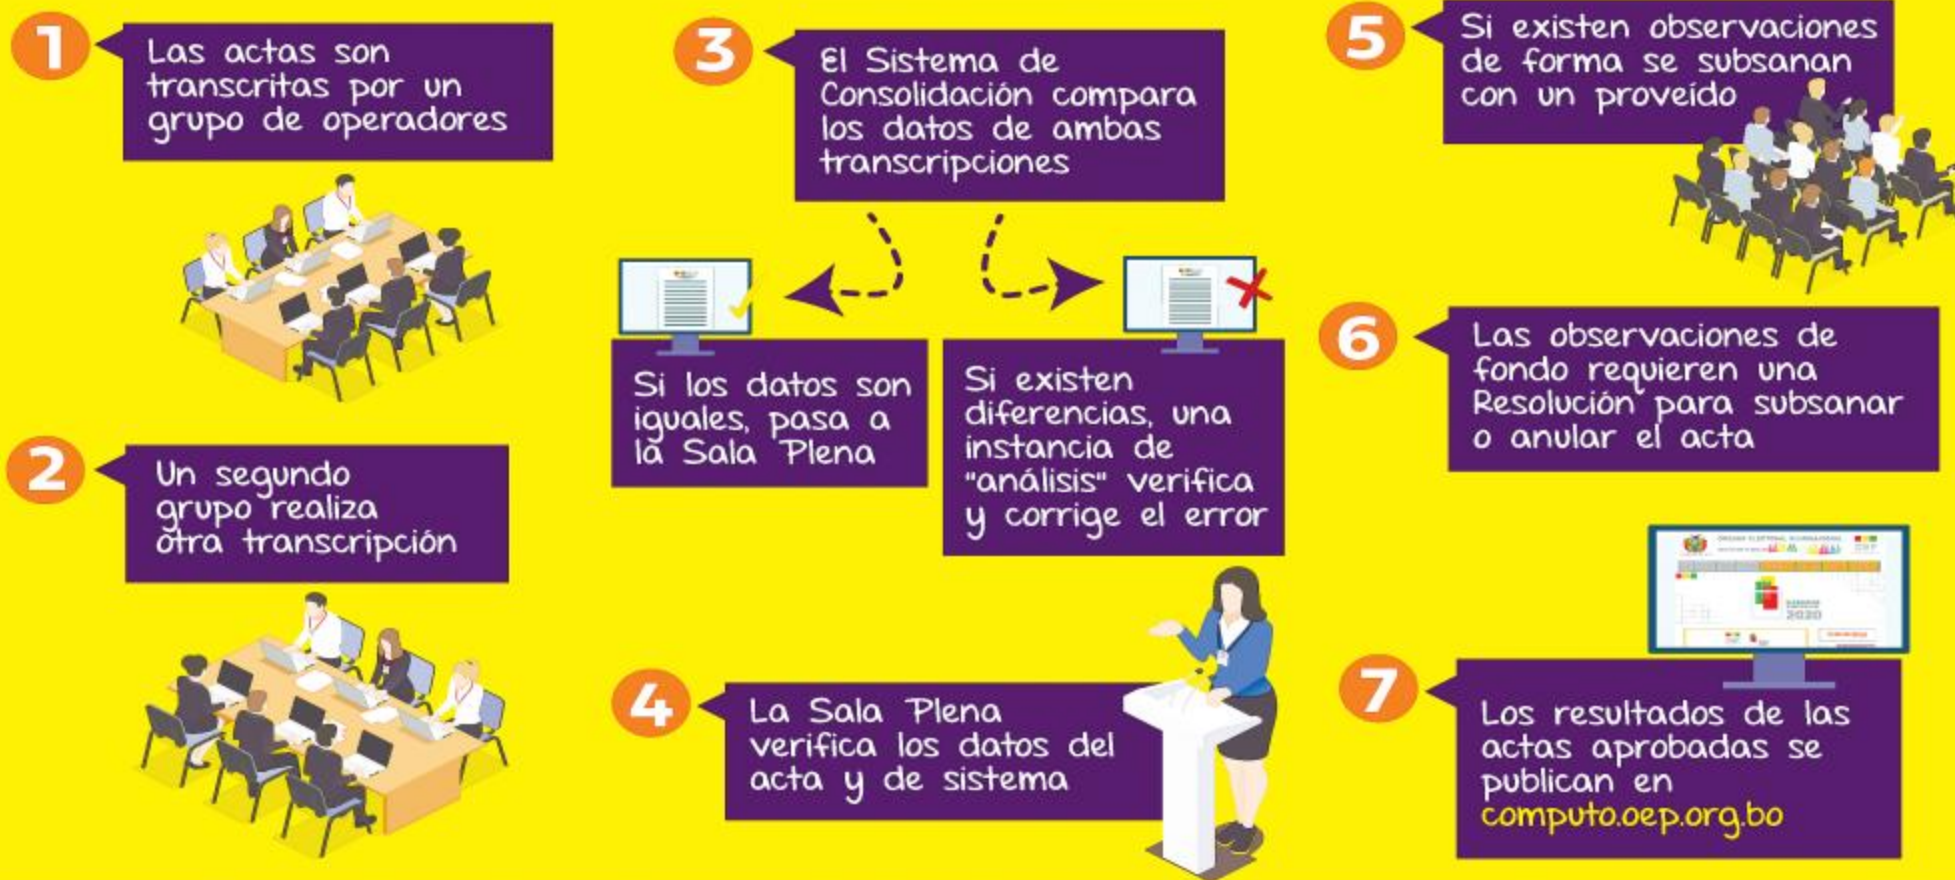 1
Las actas son
transcritas por un
grupo de operadores
2
Un segundo
grupo realiza
otra transcripción
3
El Sistema de
Consolidación compara
los datos de ambas
transcripciones
Si los datos son
iguales, pasa a
la Sala Plena
Si existen
diferencias, una
instancia de
"análisis" verifica
y corrige el error
4
La Sala Plena
verifica los datos del
acta y de sistema
5
Si existen observaciones
de forma se subsanan
con un proveído
6
Las observaciones de
fondo requieren una
Resolución para subsanar
o anular el acta
2020
7
Los resultados de las
actas aprobadas se
publican en
computo.oep.org.bo